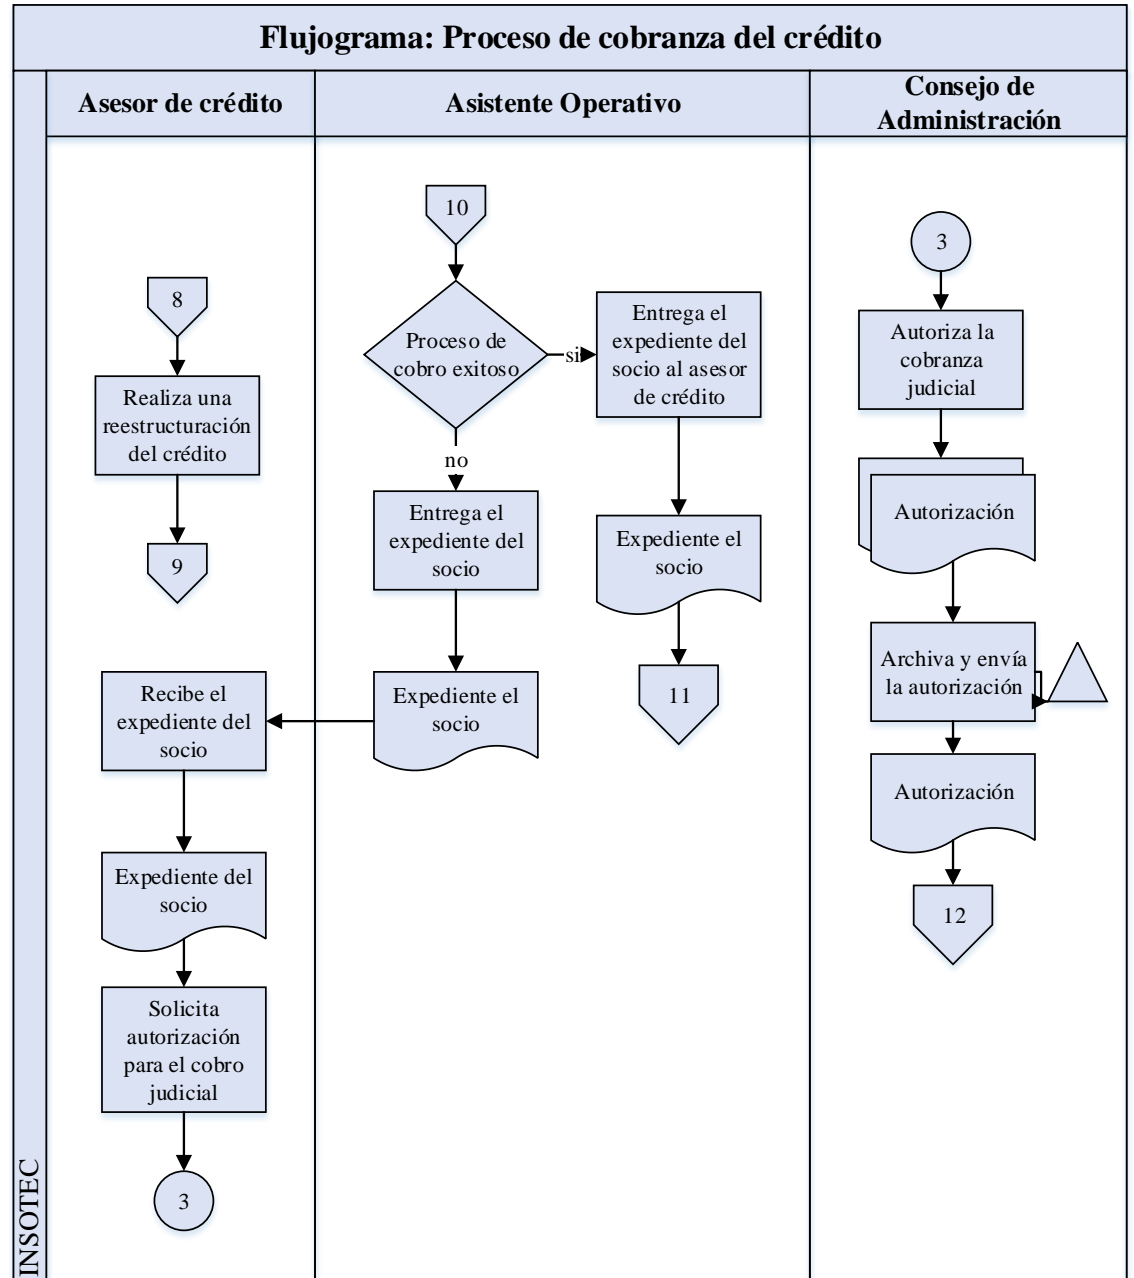 Flujograma: Proceso de cobranza del crédito
Asesor de crédito
Asistente Operativo
Consejo de
Administración
INSOTEC
8
Realiza una
reestructuración
del crédito
9
Recibe el
expediente del
socio
Expediente del
socio
Solicita
autorización
para el cobro
judicial
3
10
Proceso de
cobro exitoso
si
no
Entrega el
expediente del
socio
Expediente el
socio
Entrega el
expediente del
socio al asesor
de crédito
Expediente el
socio
11
3
Autoriza la
cobranza
judicial
Autorización
Archiva y envía
la autorización
Autorización
12